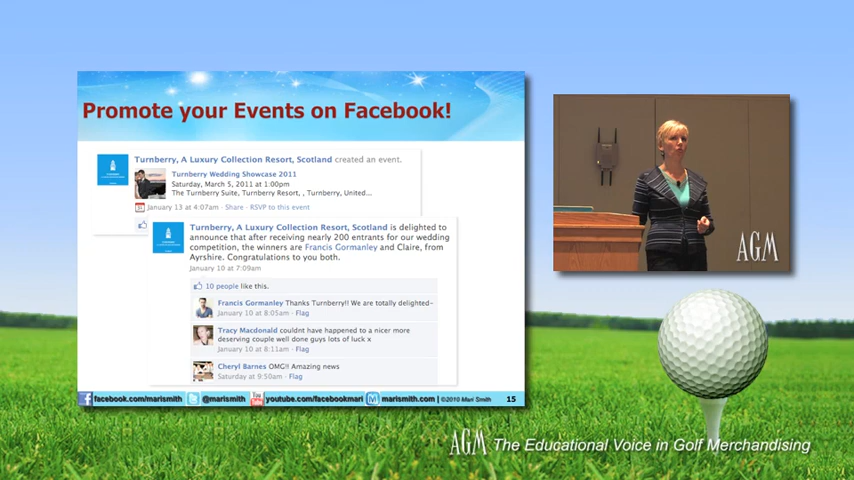 Promote your Events on Facebook!
Turnberry, A Luxury Collection Resort, Scotland created an event.
Turnberry Wedding Showcase 2011
Saturday, March 5, 2011 at 1:00pm
The Turnberry Suite, Turnberry Resort, , Turnberry, United...
January 13 at 4:07am · Share · RSVP to this event
Turnberry, A Luxury Collection Resort, Scotland is delighted to
announce that after receiving nearly 200 entrants for our wedding
competition, the winners are Francis Gormanley and Claire, from
Ayrshire. Congratulations to you both.
January 10 at 7:09am
10 people like this.
Francis Gormanley Thanks Turnberry!! We are totally delighted~
January 10 at 8:05am · Flag
Tracy Macdonald couldnt have happened to a nicer more
deserving couple well done guys lots of luck x
January 10 at 8:11am · Flag
Cheryl Barnes OMG!! Amazing news
Saturday at 9:50am · Flag
facebook.com/marismith @marismith youtube.com/facebookmari marismith.com | ©2010 Mari Smith 15
AGM
AGM The Educational Voice in Golf Merchandising